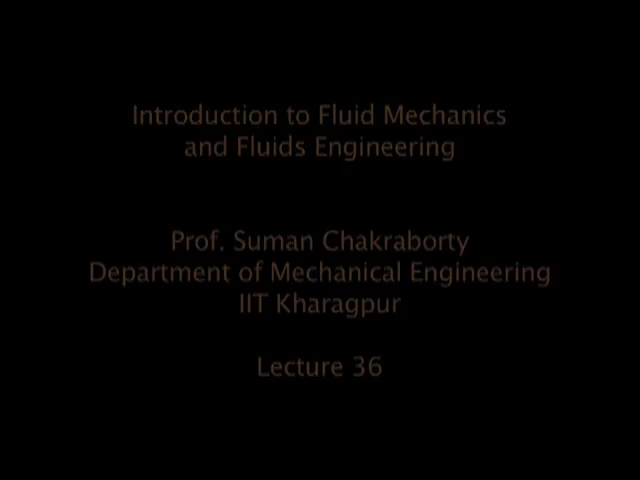 Introduction to Fluid Mechanics
and Fluids Engineering
Prof. Suman Chakraborty
Department of Mechanical Engineering
IIT Kharagpur
Lecture 36